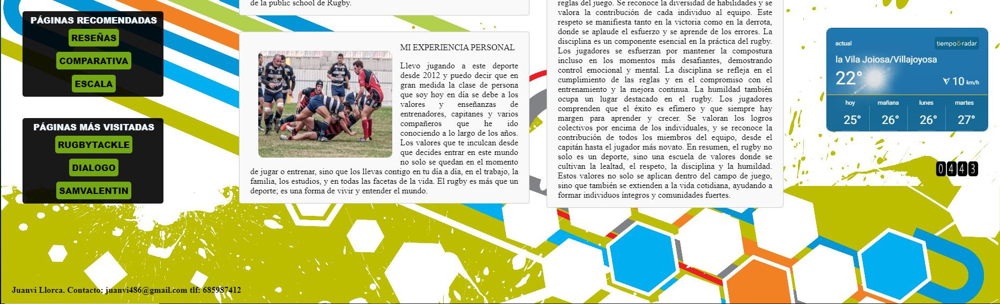 PÁGINAS RECOMENDADAS
RESEÑAS
COMPARATIVA
ESCALA
PÁGINAS MÁS VISITADAS
RUGBYTACKLE
DIALOGO
SAMVALENTIN
de la public school de Rugby.
MI EXPERIENCIA PERSONAL
Llevo jugando a este deporte
desde 2012 y puedo decir que en
gran medida la clase de persona
que soy hoy en día se debe a los
valores y enseñanzas de
entrenadores, capitanes y varios
compañeros que he ido
conociendo a lo largo de los años.
Los valores que te inculcan desde
que decides entrar en este mundo
no solo se quedan en el momento
de jugar o entrenar, sino que los llevas contigo en tu día a día, en el trabajo, la
familia, los estudios, y en todas las facetas de la vida. El rugby es más que un
deporte; es una forma de vivir y entender el mundo.
reglas del juego. Se reconoce la diversidad de habilidades y se
valora la contribución de cada individuo al equipo. Este
respeto se manifiesta tanto en la victoria como en la derrota,
donde se aplaude el esfuerzo y se aprende de los errores. La
disciplina es un componente esencial en la práctica del rugby.
Los jugadores se esfuerzan por mantener la compostura
incluso en los momentos más desafiantes, demostrando
control emocional y mental. La disciplina se refleja en el
cumplimiento de las reglas y en el compromiso con el
entrenamiento y la mejora continua. La humildad también
ocupa un lugar destacado en el rugby. Los jugadores
comprenden que el éxito es efímero y que siempre hay
margen para aprender y crecer. Se valoran los logros
colectivos por encima de los individuales, y se reconoce la
contribución de todos los miembros del equipo, desde el
capitán hasta el jugador más novato. En resumen, el rugby no
solo es un deporte, sino una escuela de valores donde se
cultivan la lealtad, el respeto, la disciplina y la humildad.
Estos valores no solo se aplican dentro del campo de juego,
sino que también se extienden a la vida cotidiana, ayudando a
formar individuos íntegros y comunidades fuertes.
actual tiempo&radar
la Vila Joiosa/Villajoyosa
22° 10 km/h
hoy mañana lunes martes
25° 26° 26° 27°
0443
Juanvi Llorca. Contacto: juanvi486@gmail.com tlf: 685987412